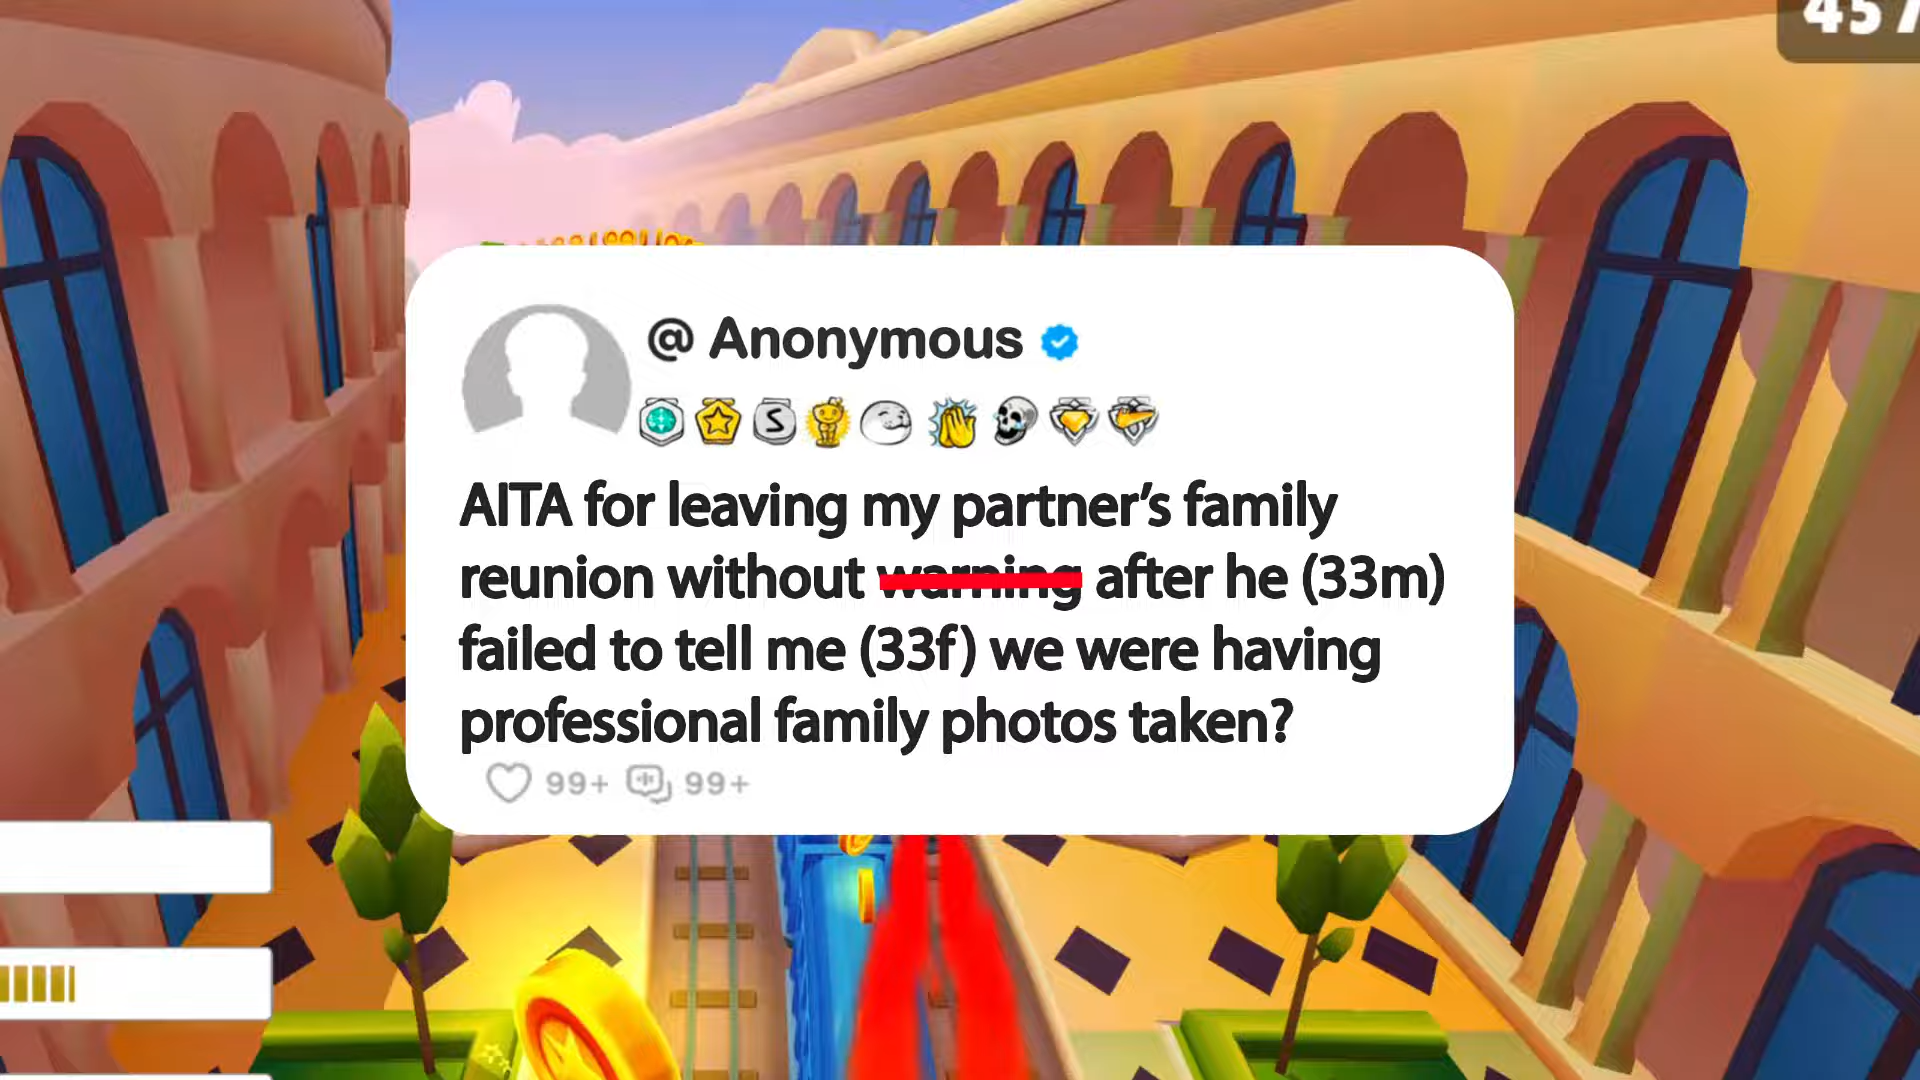 457
@ Anonymous
AITA for leaving my partner’s family
reunion without warning after he (33m)
failed to tell me (33f) we were having
professional family photos taken?
99+ 99+